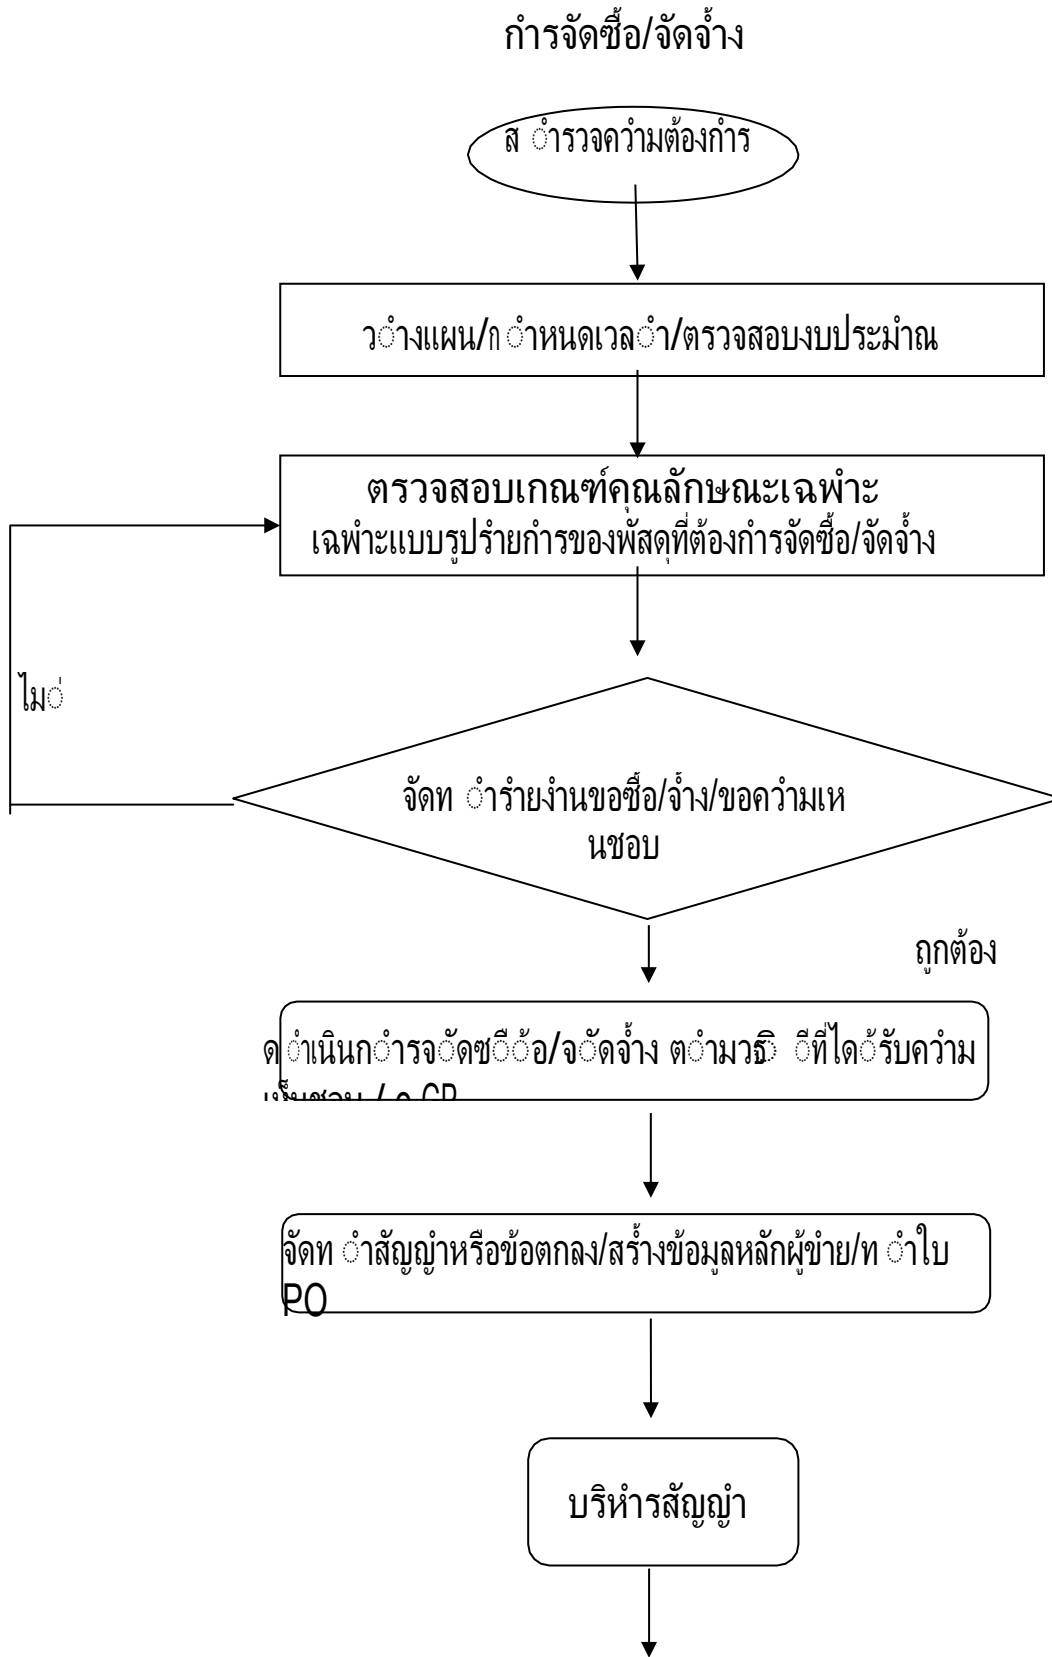 กำรจัดซื้อ/จัดจ้ำง
ส ำรวจควำมต้องกำร
วำงแผน/ก ำหนดเวลำ/ตรวจสอบงบประมำณ
ตรวจสอบเกณฑ์คุณลักษณะเฉพำะ
เฉพำะแบบรูปรำยกำรของพัสดุที่ต้องกำรจัดซื้อ/จัดจ้ำง
ไม่
จัดท ำรำยงำนขอซื้อ/จ้ำง/ขอควำมเห
นชอบ
ถูกต้อง
ด ำเนินกำรจัดซื้อ/จัดจ้ำง ตำมวิธีที่ได้รับควำม
เห็นชอบ / e GP
จัดท ำสัญญำหรือข้อตกลง/สร้ำงข้อมูลหลักผู้ขำย/ท ำใบ
PO
บริหำรสัญญำ